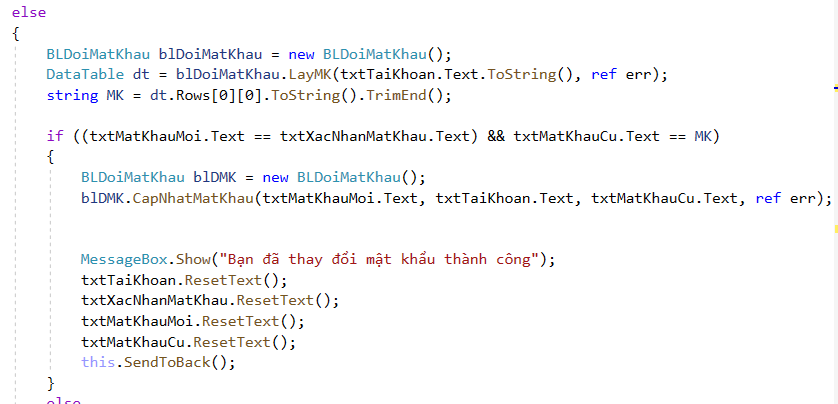 else
{
BLDoiMatKhau blDoiMatKhau = new BLDoiMatKhau();
DataTable dt = blDoiMatKhau.LayMK(txtTaiKhoan.Text.ToString(), ref err);
string MK = dt.Rows[0][0].ToString().TrimEnd();
if ((txtMatKhauMoi.Text == txtXacNhanMatKhau.Text) && txtMatKhauCu.Text == MK)
{
BLDoiMatKhau blDMK = new BLDoiMatKhau();
blDMK.CapNhatMatKhau(txtMatKhauMoi.Text, txtTaiKhoan.Text, txtMatKhauCu.Text, ref err);
MessageBox.Show("Bạn đã thay đổi mật khẩu thành công");
txtTaiKhoan.ResetText();
txtXacNhanMatKhau.ResetText();
txtMatKhauMoi.ResetText();
txtMatKhauCu.ResetText();
this.SendToBack();
}
else